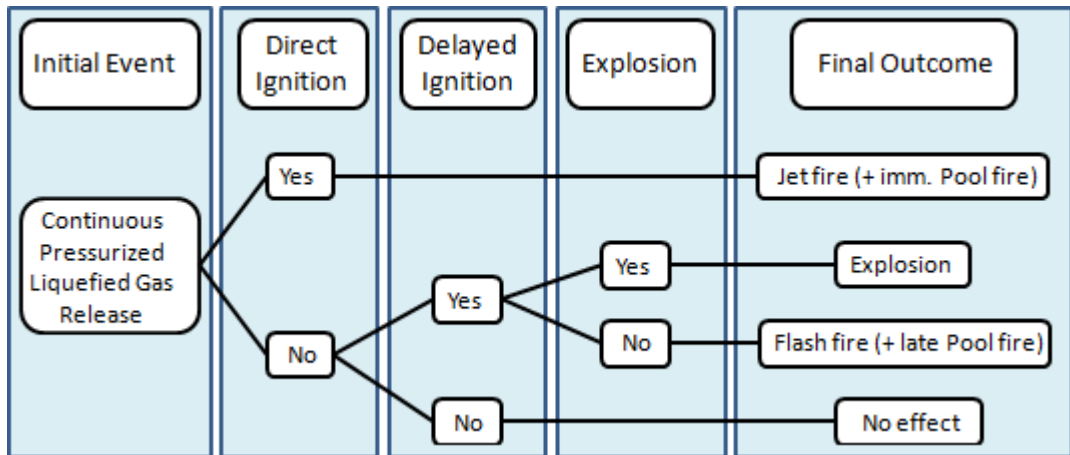 Initial Event
Direct
Ignition
Delayed
Ignition
Explosion
Final Outcome
Continuous
Pressurized
Liquefied Gas
Release
Yes
Jet fire (+ imm. Pool fire)
No
Yes
Yes
Explosion
No
Flash fire (+ late Pool fire)
No
No effect